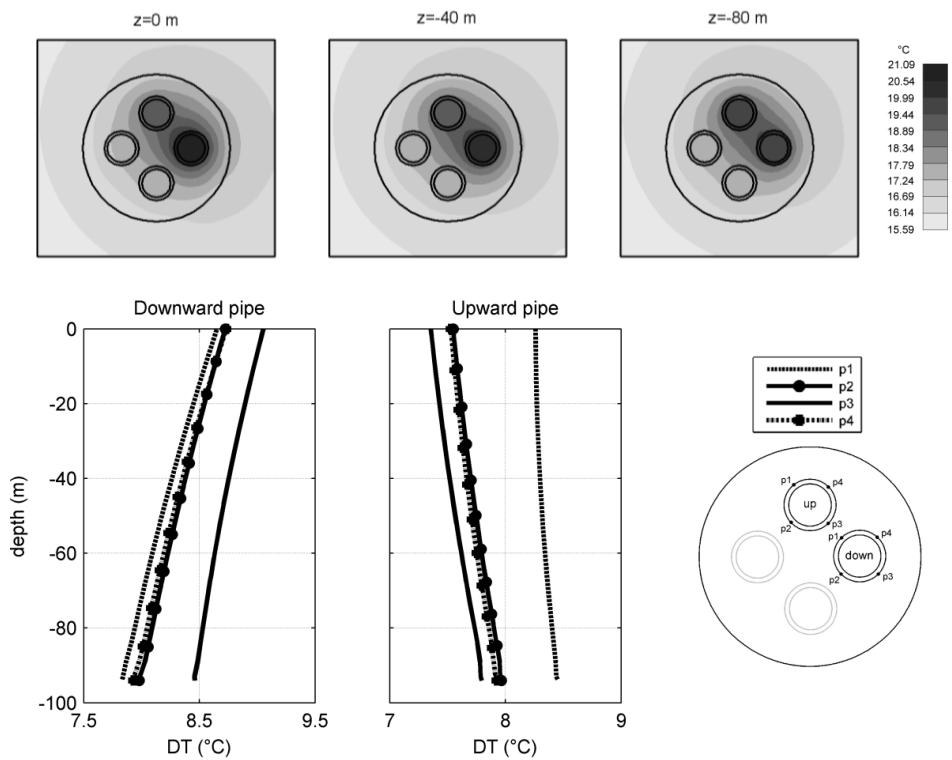 z=0 m
z=-40 m
z=-80 m
°C
21.09
20.54
19.99
19.44
18.89
18.34
17.79
17.24
16.69
16.14
15.59
Downward pipe
Upward pipe
depth (m)
0
-20
-40
-60
-80
-100
7.5
8.5
9.5
DT (°C)
7
8
9
DT (°C)
p1
p2
p3
p4
p1
p4
up
p2
p3
p1
p4
down
p2
p3